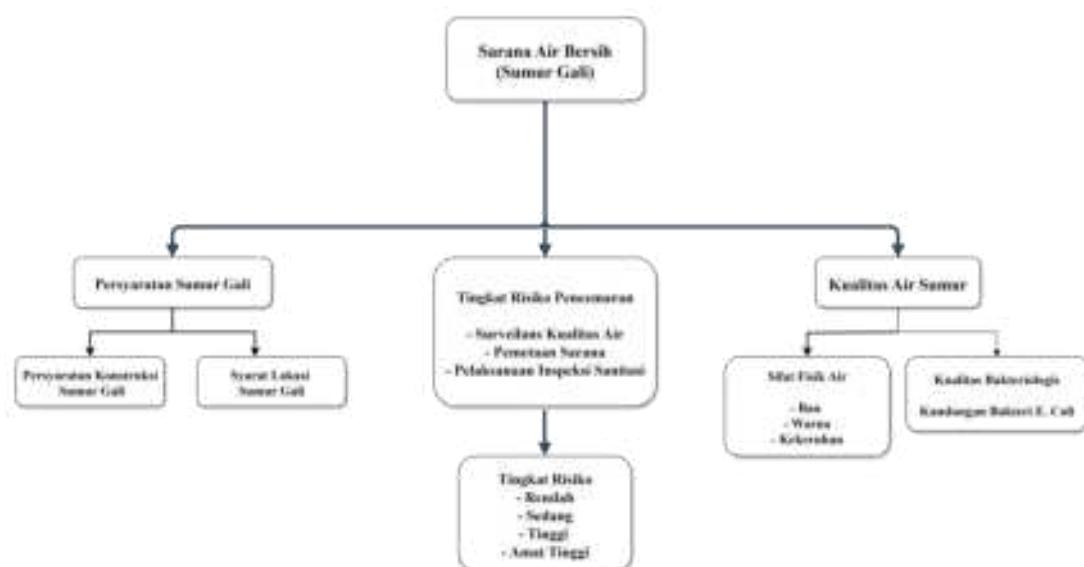 Sarana Air Bersih
(Sumur Gali)
Persyaratan Sumur Gali
Persyaratan Konstruksi
Sumur Gali
Syarat Lokasi
Sumur Gali
Tingkat Risiko Pencemaran
- Surveilans Kualitas Air
- Pemetaan Sarana
- Pelaksanaan Inspeksi Sanitasi
Tingkat Risiko
- Rendah
- Sedang
- Tinggi
- Amat Tinggi
Kualitas Air Sumur
Sifat Fisik Air
- Bau
- Warna
- Kekeruhan
Kualitas Bakteriologis
Kandungan Bakteri E. Coli